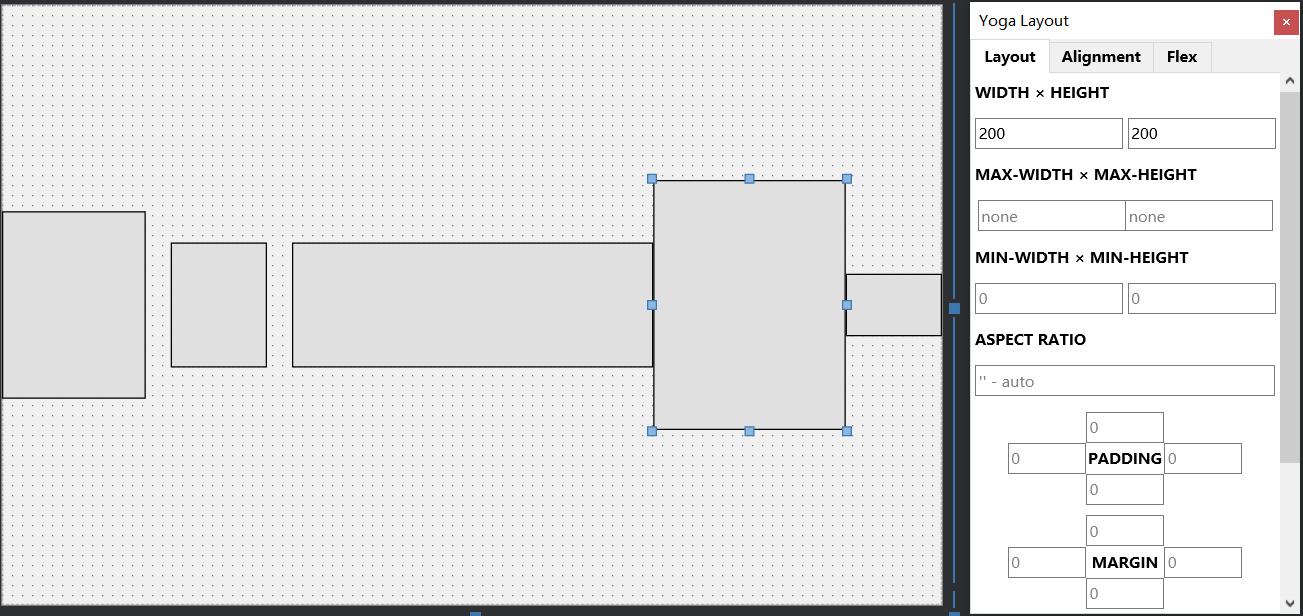 Yoga Layout
Layout Alignment Flex
WIDTH × HEIGHT
200 200
MAX-WIDTH × MAX-HEIGHT
none none
MIN-WIDTH × MIN-HEIGHT
0 0
ASPECT RATIO
'' - auto
0
0 PADDING 0
0
0
0 MARGIN 0
0